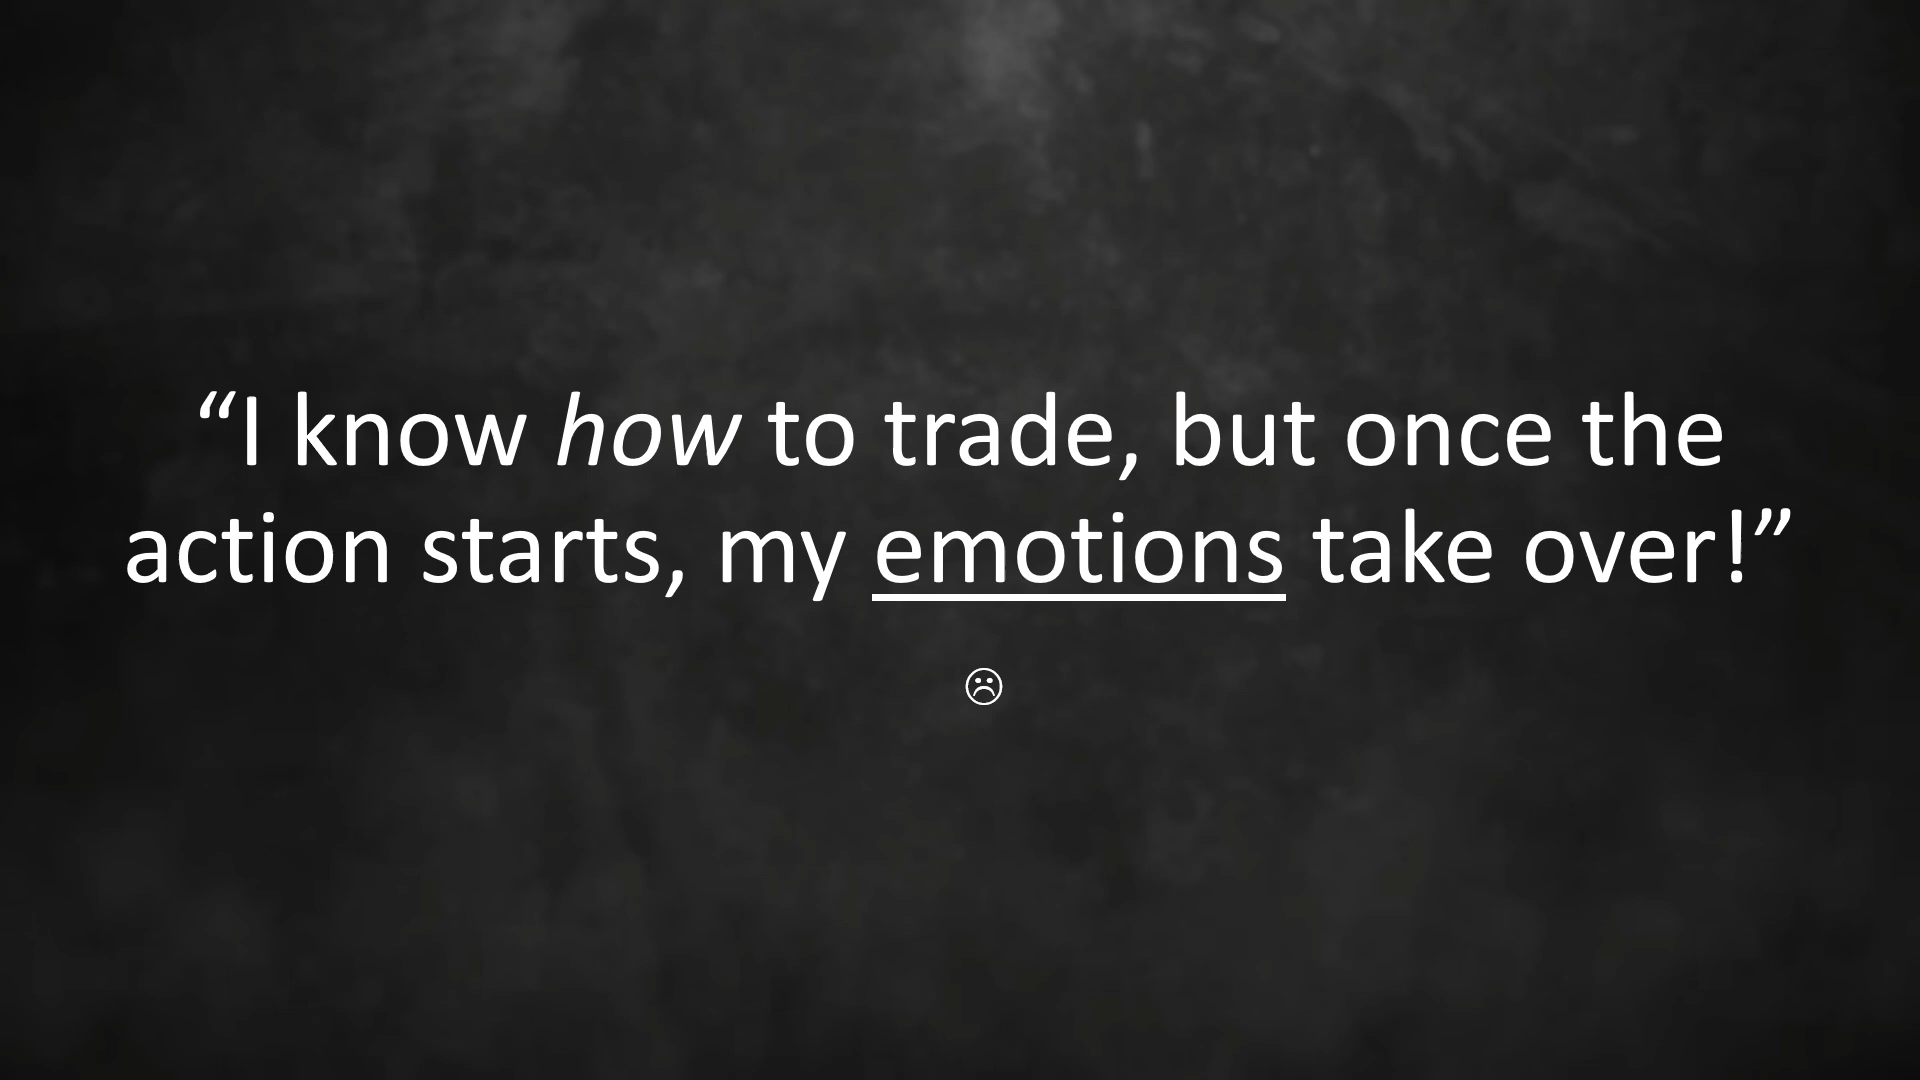 “I know how to trade, but once the
action starts, my emotions take over!”
☹